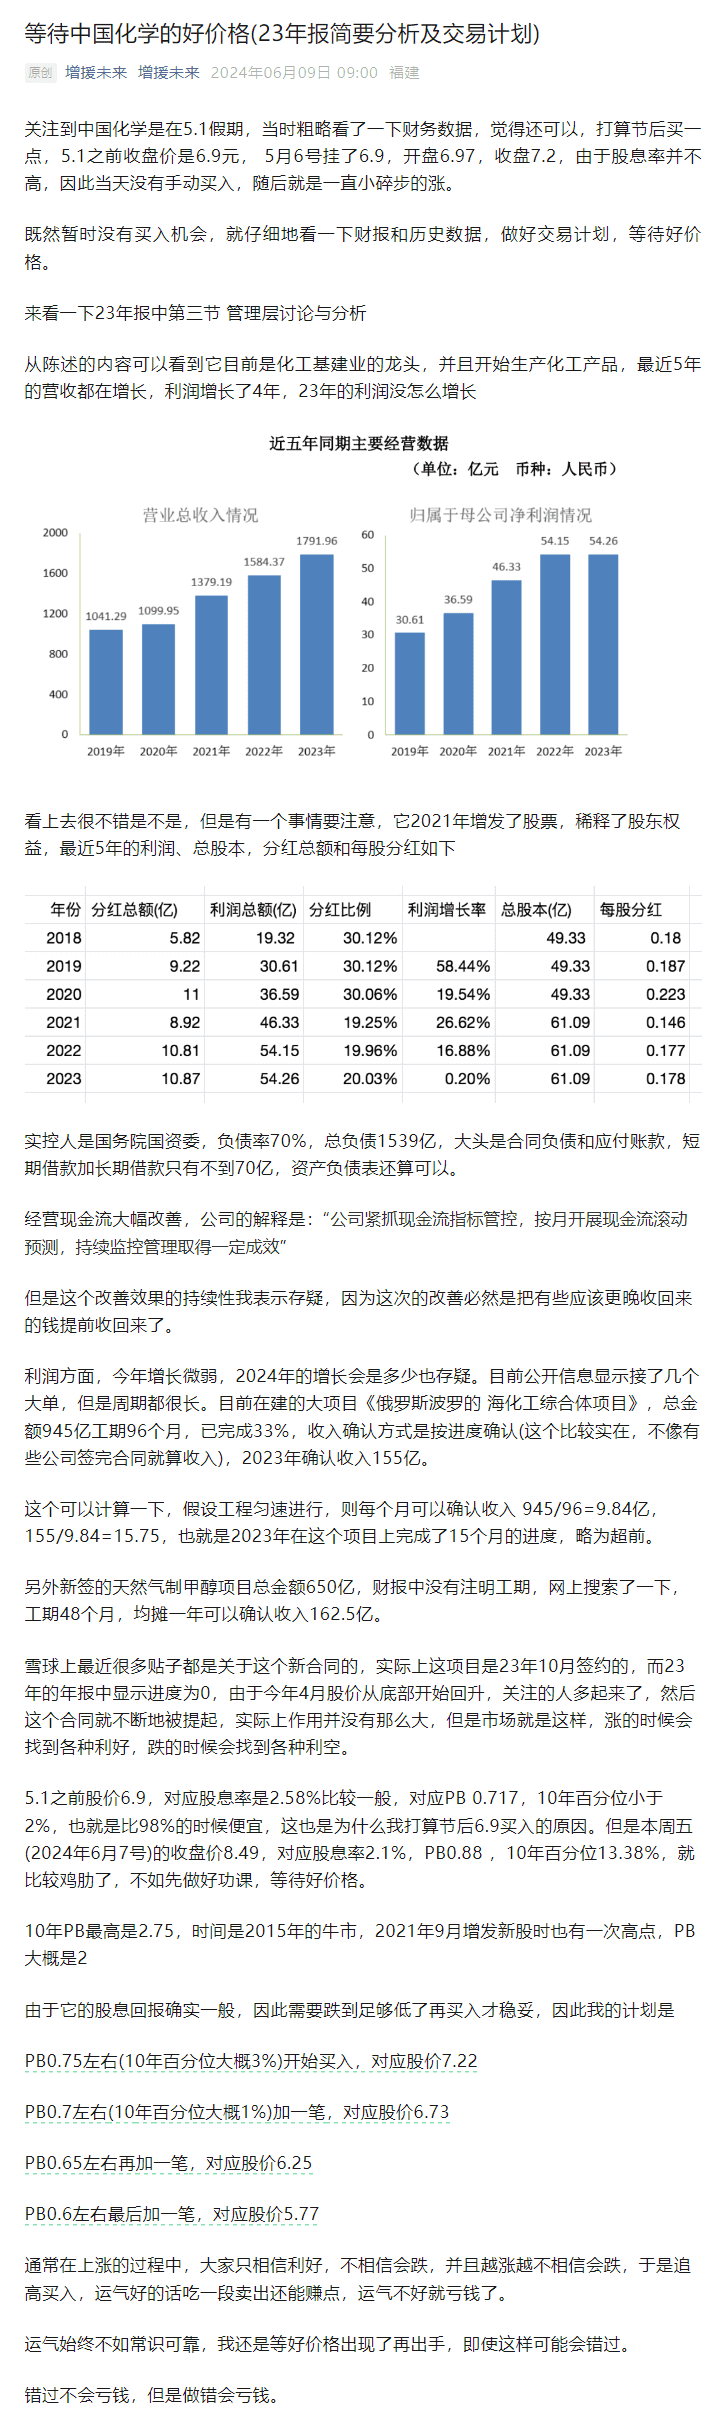 等待中国化学的好价格(23年报简要分析及交易计划)
原创 增援未来 增援未来 2024年06月09日 09:00 福建
关注到中国化学是在5.1假期，当时粗略看了一下财务数据，觉得还可以，打算节后买一
点，5.1之前收盘价是6.9元， 5月6号挂了6.9，开盘6.97，收盘7.2，由于股息率并不
高，因此当天没有手动买入，随后就是一直小碎步的涨。
既然暂时没有买入机会，就仔细地看一下财报和历史数据，做好交易计划，等待好价
格。
来看一下23年报中第三节 管理层讨论与分析
从陈述的内容可以看到它目前是化工基建业的龙头，并且开始生产化工产品，最近5年
的营收都在增长，利润增长了4年，23年的利润没怎么增长
近五年同期主要经营数据
（单位：亿元 币种：人民币）
营业总收入情况
2000
1600
1200
800
400
0
1041.29
1099.95
1379.19
1584.37
1791.96
2019年 2020年 2021年 2022年 2023年
归属于母公司净利润情况
60
50
40
30
20
10
0
30.61
36.59
46.33
54.15
54.26
2019年 2020年 2021年 2022年 2023年
看上去很不错是不是，但是有一个事情要注意，它2021年增发了股票，稀释了股东权
益，最近5年的利润、总股本，分红总额和每股分红如下
年份 分红总额(亿) 利润总额(亿) 分红比例 利润增长率 总股本(亿) 每股分红
2018 5.82 19.32 30.12% 49.33 0.18
2019 9.22 30.61 30.12% 58.44% 49.33 0.187
2020 11 36.59 30.06% 19.54% 49.33 0.223
2021 8.92 46.33 19.25% 26.62% 61.09 0.146
2022 10.81 54.15 19.96% 16.88% 61.09 0.177
2023 10.87 54.26 20.03% 0.20% 61.09 0.178
实控人是国务院国资委，负债率70%，总负债1539亿，大头是合同负债和应付账款，短
期借款加长期借款只有不到70亿，资产负债表还算可以。
经营现金流大幅改善，公司的解释是：“公司紧抓现金流指标管控，按月开展现金流滚动
预测，持续监控管理取得一定成效”
但是这个改善效果的持续性我表示存疑，因为这次的改善必然是把有些应该更晚收回来
的钱提前收回来了。
利润方面，今年增长微弱，2024年的增长会是多少也存疑。目前公开信息显示接了几个
大单，但是周期都很长。目前在建的大项目《俄罗斯波罗的 海化工综合体项目》，总金
额945亿工期96个月，已完成33%，收入确认方式是按进度确认(这个比较实在，不像有
些公司签完合同就算收入)，2023年确认收入155亿。
这个可以计算一下，假设工程匀速进行，则每个月可以确认收入 945/96=9.84亿，
155/9.84=15.75，也就是2023年在这个项目上完成了15个月的进度，略为超前。
另外新签的天然气制甲醇项目总金额650亿，财报中没有注明工期，网上搜索了一下，
工期48个月，均摊一年可以确认收入162.5亿。
雪球上最近很多贴子都是关于这个新合同的，实际上这项目是23年10月签约的，而23
年的年报中显示进度为0，由于今年4月股价从底部开始回升，关注的人多起来了，然后
这个合同就不断地被提起，实际上作用并没有那么大，但是市场就是这样，涨的时候会
找到各种利好，跌的时候会找到各种利空。
5.1之前股价6.9，对应股息率是2.58%比较一般，对应PB 0.717，10年百分位小于
2%，也就是比98%的时候便宜，这也是为什么我打算节后6.9买入的原因。但是本周五
(2024年6月7号)的收盘价8.49，对应股息率2.1%，PB0.88 ，10年百分位13.38%，就
比较鸡肋了，不如先做好功课，等待好价格。
10年PB最高是2.75，时间是2015年的牛市，2021年9月增发新股时也有一次高点，PB
大概是2
由于它的股息回报确实一般，因此需要跌到足够低了再买入才稳妥，因此我的计划是
PB0.75左右(10年百分位大概3%)开始买入，对应股价7.22
PB0.7左右(10年百分位大概1%)加一笔，对应股价6.73
PB0.65左右再加一笔，对应股价6.25
PB0.6左右最后加一笔，对应股价5.77
通常在上涨的过程中，大家只相信利好，不相信会跌，并且越涨越不相信会跌，于是追
高买入，运气好的话吃一段卖出还能赚点，运气不好就亏钱了。
运气始终不如常识可靠，我还是等好价格出现了再出手，即使这样可能会错过。
错过不会亏钱，但是做错会亏钱。